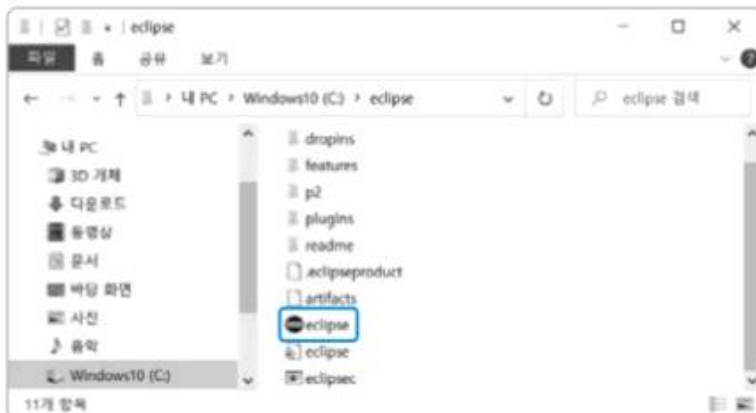 eclipse
파일 홈 공유 보기
내 PC > Windows10 (C:) > eclipse
eclipse 검색
내 PC
3D 개체
다운로드
동영상
문서
바탕 화면
사진
음악
Windows10 (C:)
dropins
features
p2
plugins
readme
.eclipseproduct
artifacts
eclipse
eclipse
eclipsec
11개 항목